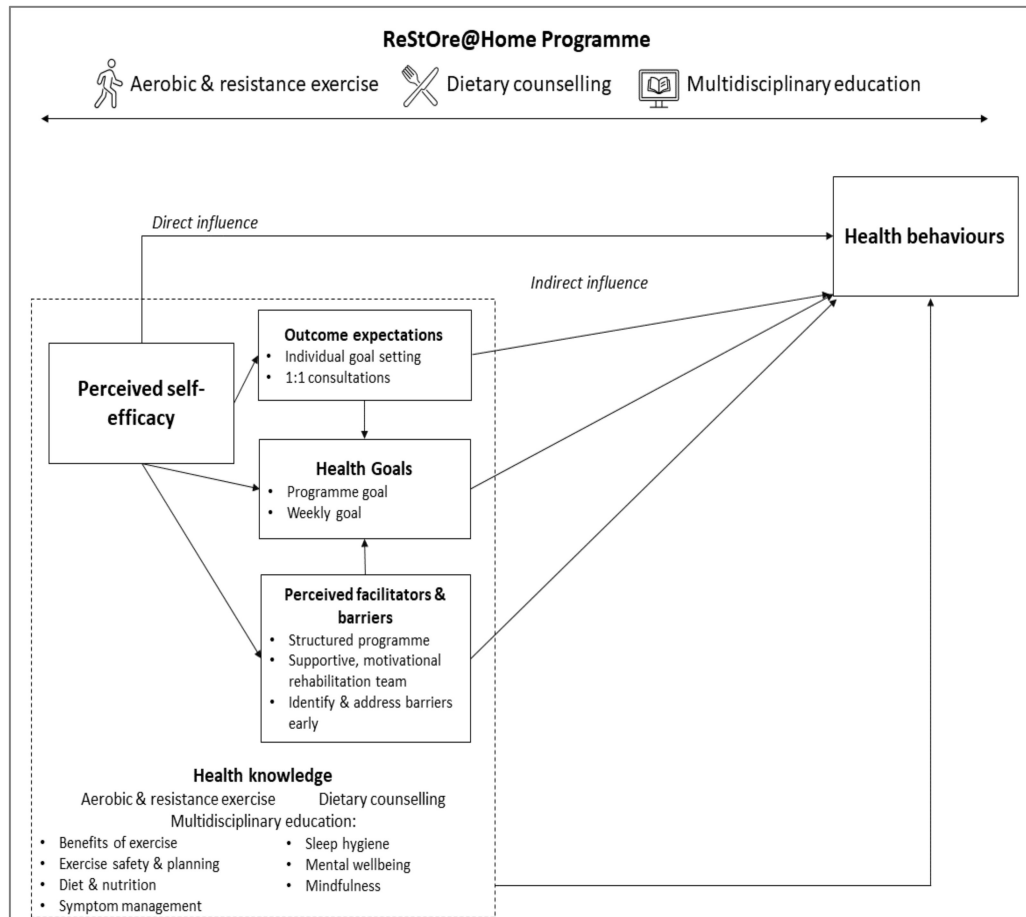 ReStOre@Home Programme
Aerobic & resistance exercise
Dietary counselling
Multidisciplinary education
Health behaviours
Direct influence
Indirect influence
Perceived self-
efficacy
Outcome expectations
• Individual goal setting
• 1:1 consultations
Health Goals
• Programme goal
• Weekly goal
Perceived facilitators &
barriers
• Structured programme
• Supportive, motivational
rehabilitation team
• Identify & address barriers
early
Health knowledge
Aerobic & resistance exercise
Dietary counselling
Multidisciplinary education:
• Benefits of exercise
• Exercise safety & planning
• Diet & nutrition
• Symptom management
• Sleep hygiene
• Mental wellbeing
• Mindfulness